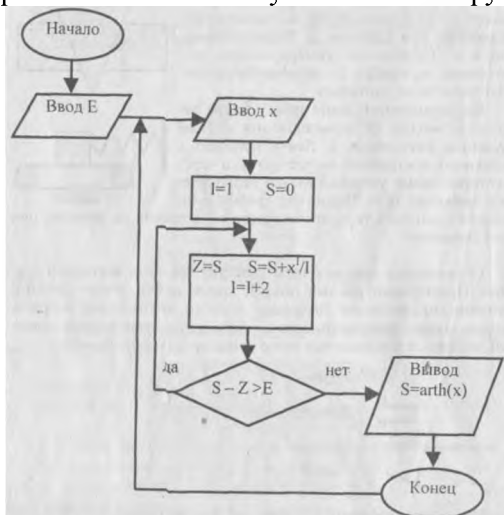 Начало
Ввод E
Ввод x
I=1 S=0
Z=S S=S+x^I/I
I=I+2
да
S – Z >E
нет
Вывод
S=arth(x)
Конец